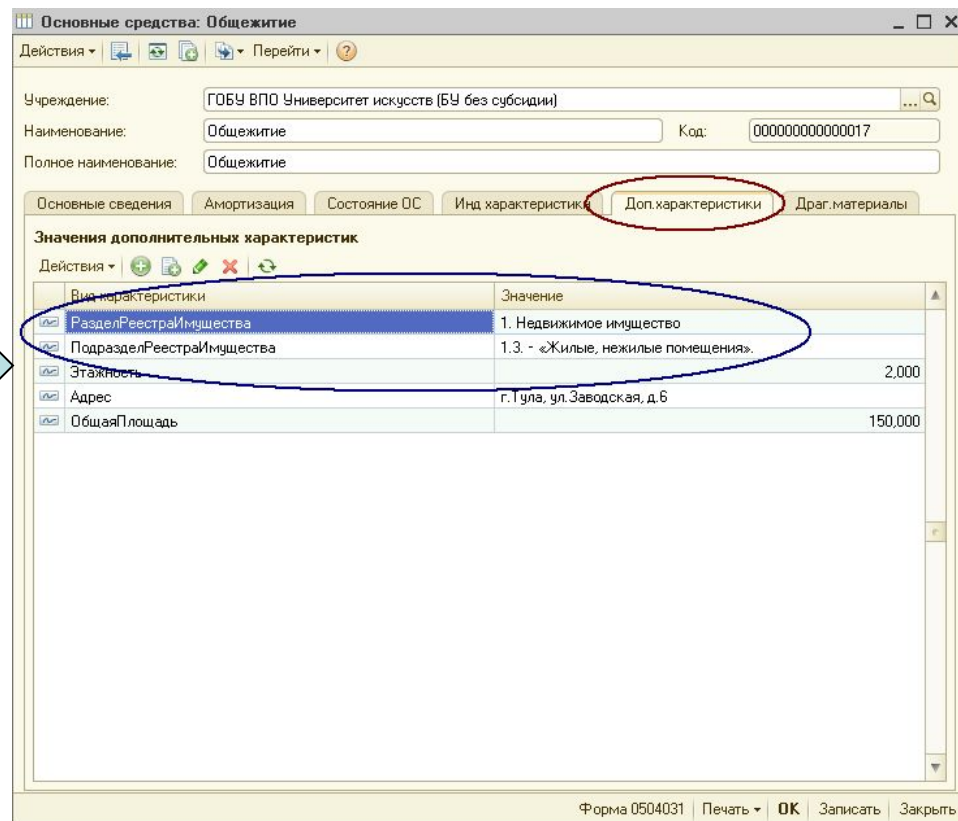 Основные средства: Общежитие
Действия Перейти
Учреждение: ГОБУ ВПО Университет искусств (БУ без субсидии)
Наименование: Общежитие Код: 000000000000017
Полное наименование: Общежитие
Основные сведения Амортизация Состояние ОС Инд характеристики Доп.характеристики Драг.материалы
Значения дополнительных характеристик
Действия
Вид характеристики Значение
РазделРеестраИмущества 1. Недвижимое имущество
ПодразделРеестраИмущества 1.3. - «Жилые, нежилые помещения».
Этажность 2,000
Адрес г.Тула, ул.Заводская, д.6
ОбщаяПлощадь 150,000
Форма 0504031 Печать OK Записать Закрыть